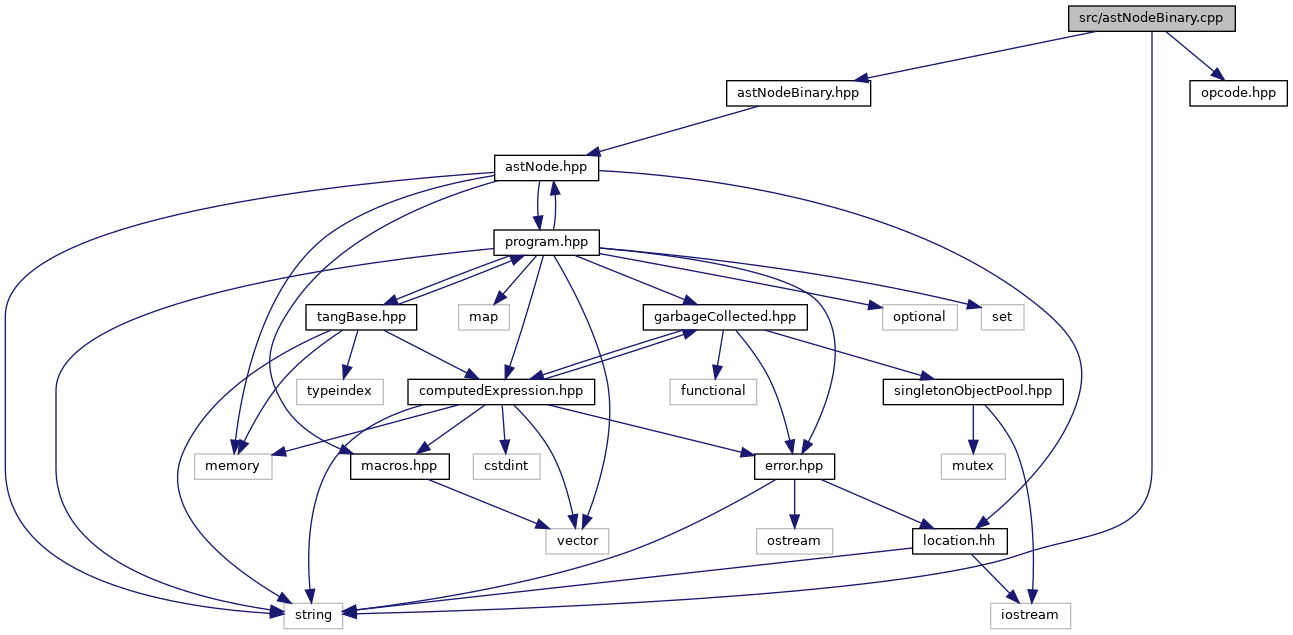 src/astNodeBinary.cpp
astNodeBinary.hpp
opcode.hpp
astNode.hpp
program.hpp
tangBase.hpp
map
garbageCollected.hpp
optional
set
typeindex
computedExpression.hpp
functional
singletonObjectPool.hpp
memory
macros.hpp
cstdint
error.hpp
mutex
vector
ostream
location.hh
string
iostream